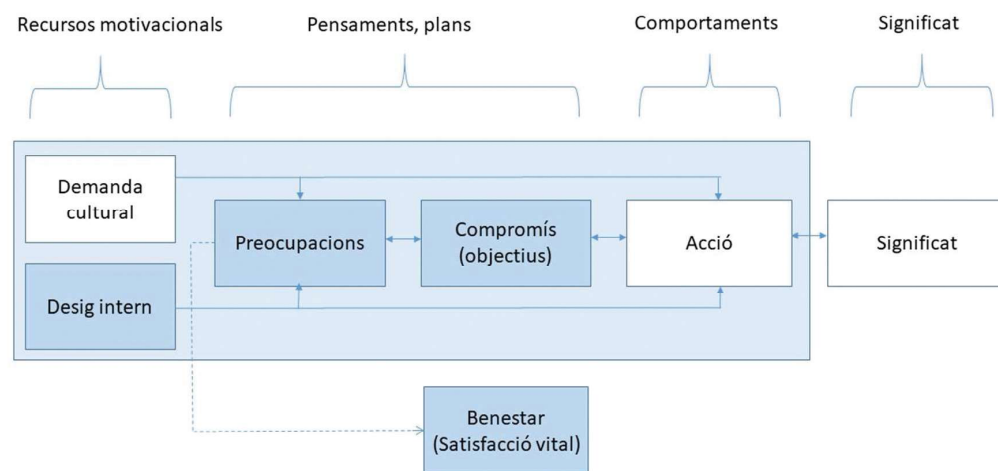 Recursos motivacionals
Pensaments, plans
Comportaments
Significat
Demanda
cultural
Preocupacions
Compromís
(objectius)
Acció
Significat
Desig intern
Benestar
(Satisfacció vital)